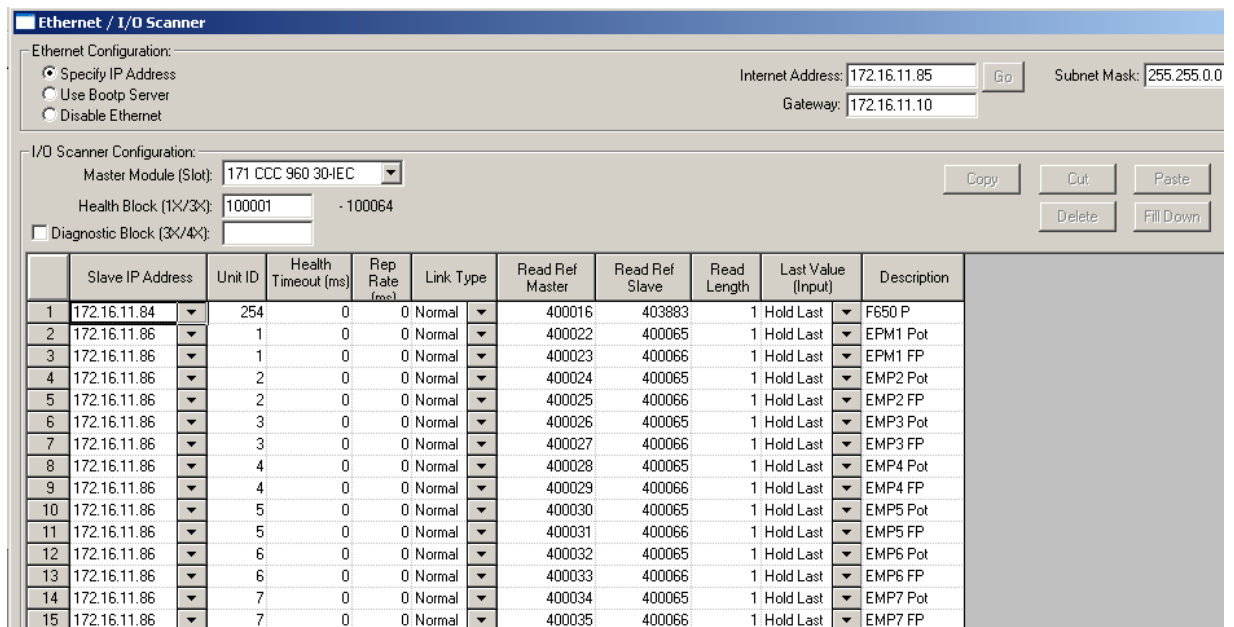 Ethernet / I/O Scanner
Ethernet Configuration:
Specify IP Address
Use Bootp Server
Disable Ethernet
Internet Address: 172.16.11.85 Go Subnet Mask: 255.255.0.0
Gateway: 172.16.11.10
I/O Scanner Configuration:
Master Module (Slot): 171 CCC 960 30-IEC
Health Block (1X/3X): 100001 - 100064
Diagnostic Block (3X/4X):
Copy Cut Paste
Delete Fill Down
Slave IP Address Unit ID Health Timeout (ms) Rep Rate (ms) Link Type Read Ref Master Read Ref Slave Read Length Last Value (Input) Description
1 172.16.11.84 254 0 0 Normal 400016 403883 1 Hold Last F650 P
2 172.16.11.86 1 0 0 Normal 400022 400065 1 Hold Last EPM1 Pot
3 172.16.11.86 1 0 0 Normal 400023 400066 1 Hold Last EPM1 FP
4 172.16.11.86 2 0 0 Normal 400024 400065 1 Hold Last EMP2 Pot
5 172.16.11.86 2 0 0 Normal 400025 400066 1 Hold Last EMP2 FP
6 172.16.11.86 3 0 0 Normal 400026 400065 1 Hold Last EMP3 Pot
7 172.16.11.86 3 0 0 Normal 400027 400066 1 Hold Last EMP3 FP
8 172.16.11.86 4 0 0 Normal 400028 400065 1 Hold Last EMP4 Pot
9 172.16.11.86 4 0 0 Normal 400029 400066 1 Hold Last EMP4 FP
10 172.16.11.86 5 0 0 Normal 400030 400065 1 Hold Last EMP5 Pot
11 172.16.11.86 5 0 0 Normal 400031 400066 1 Hold Last EMP5 FP
12 172.16.11.86 6 0 0 Normal 400032 400065 1 Hold Last EMP6 Pot
13 172.16.11.86 6 0 0 Normal 400033 400066 1 Hold Last EMP6 FP
14 172.16.11.86 7 0 0 Normal 400034 400065 1 Hold Last EMP7 Pot
15 172.16.11.86 7 0 0 Normal 400035 400066 1 Hold Last EMP7 FP